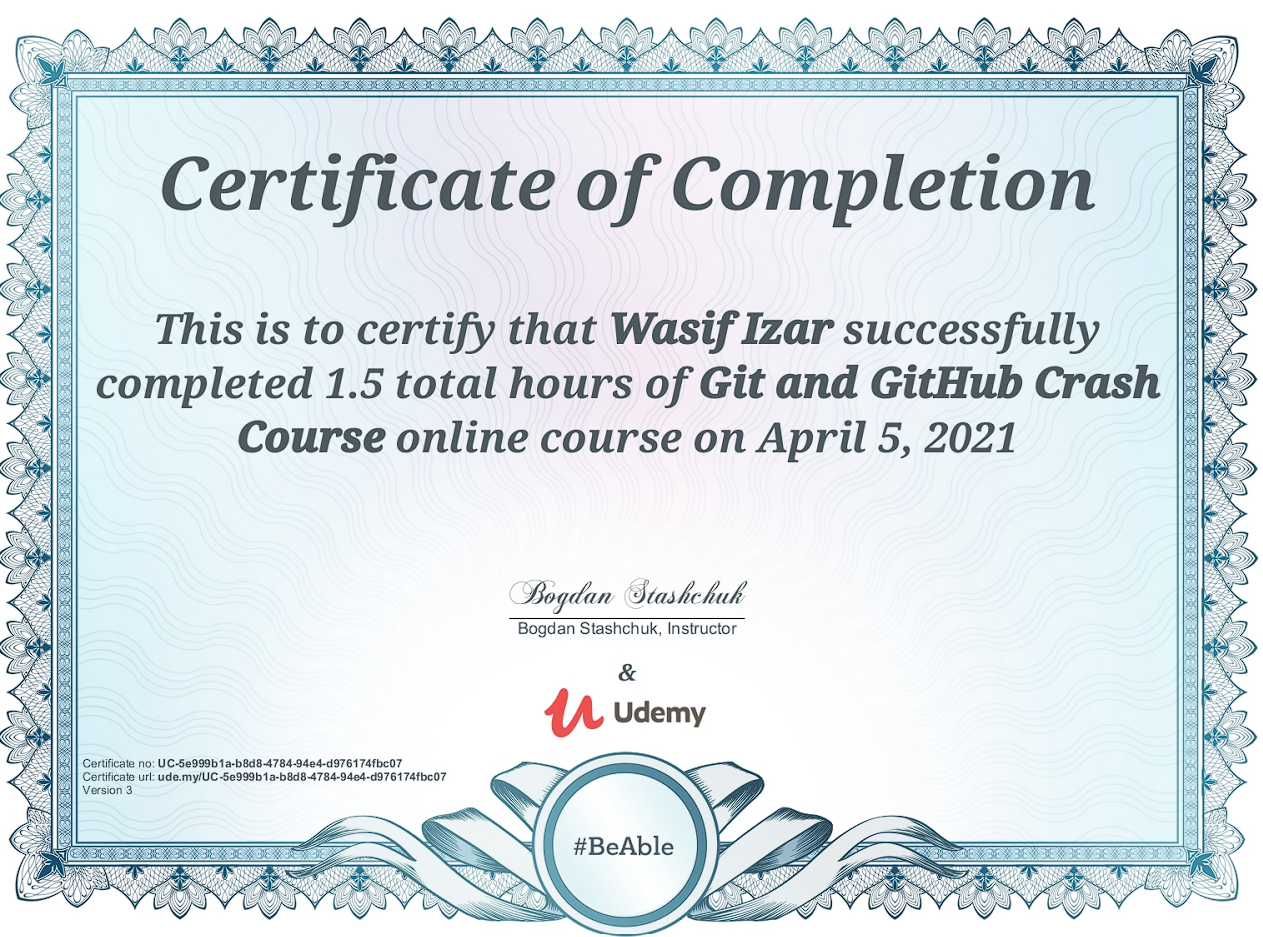 Certificate of Completion
This is to certify that Wasif Izar successfully
completed 1.5 total hours of Git and GitHub Crash
Course online course on April 5, 2021
Bogdan Stashchuk
Bogdan Stashchuk, Instructor
&
Udemy
Certificate no: UC-5e999b1a-b8d8-4784-94e4-d976174fbc07
Certificate url: ude.my/UC-5e999b1a-b8d8-4784-94e4-d976174fbc07
Version 3
#BeAble